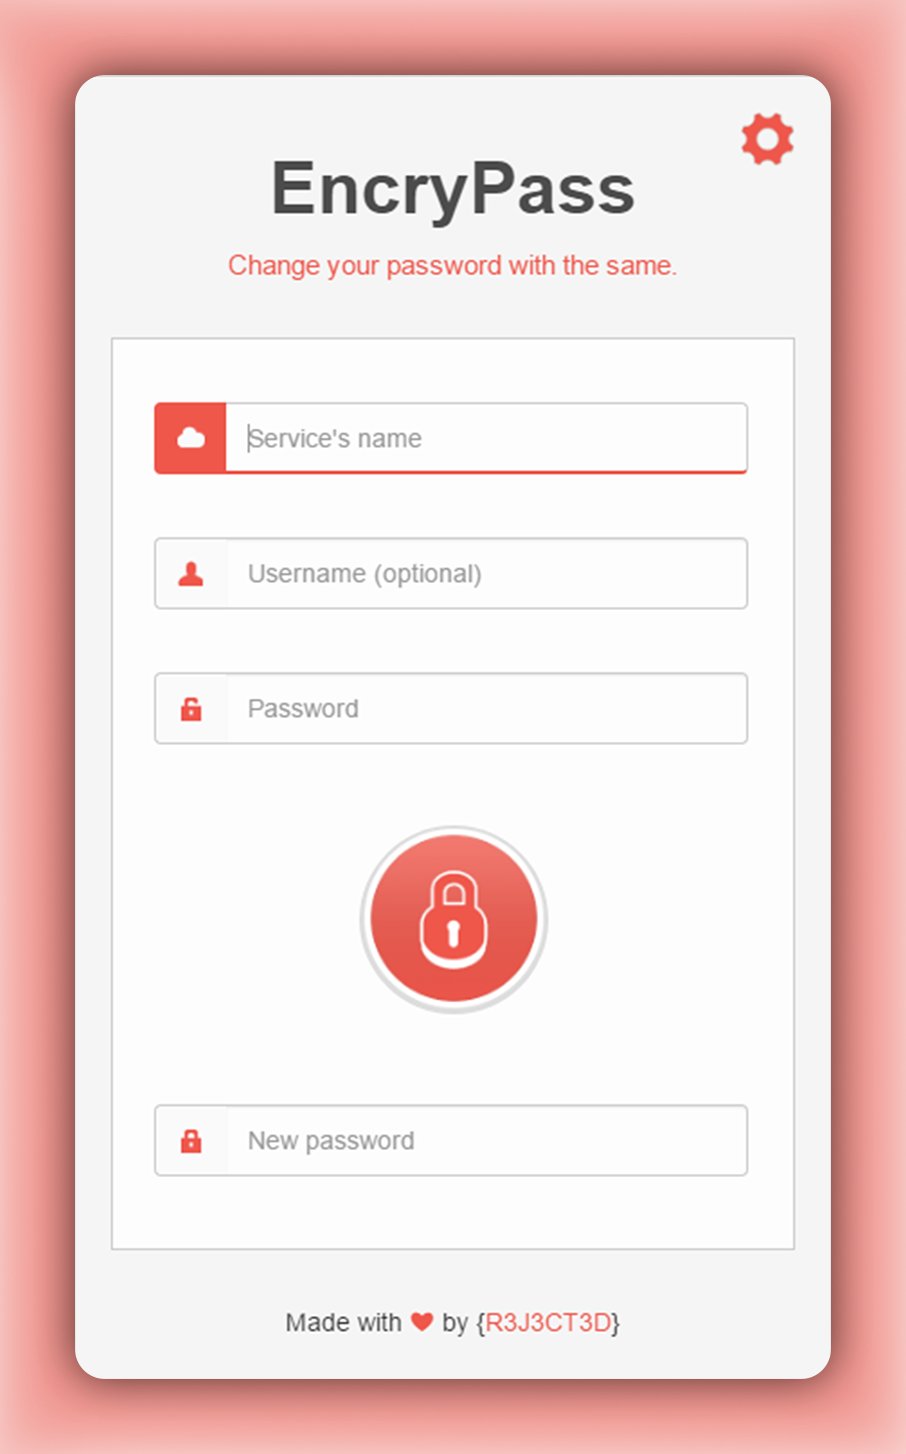 EncryPass
Change your password with the same.
Service's name
Username (optional)
Password
New password
Made with ❤ by {R3J3CT3D}